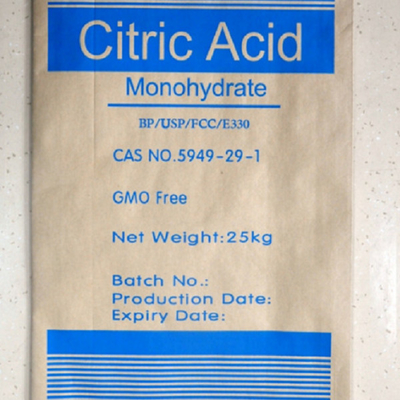 Citric Acid
Monohydrate
BP/USP/FCC/E330
CAS NO.5949-29-1
GMO Free
Net Weight:25kg
Batch No.:
Production Date:
Expiry Date: